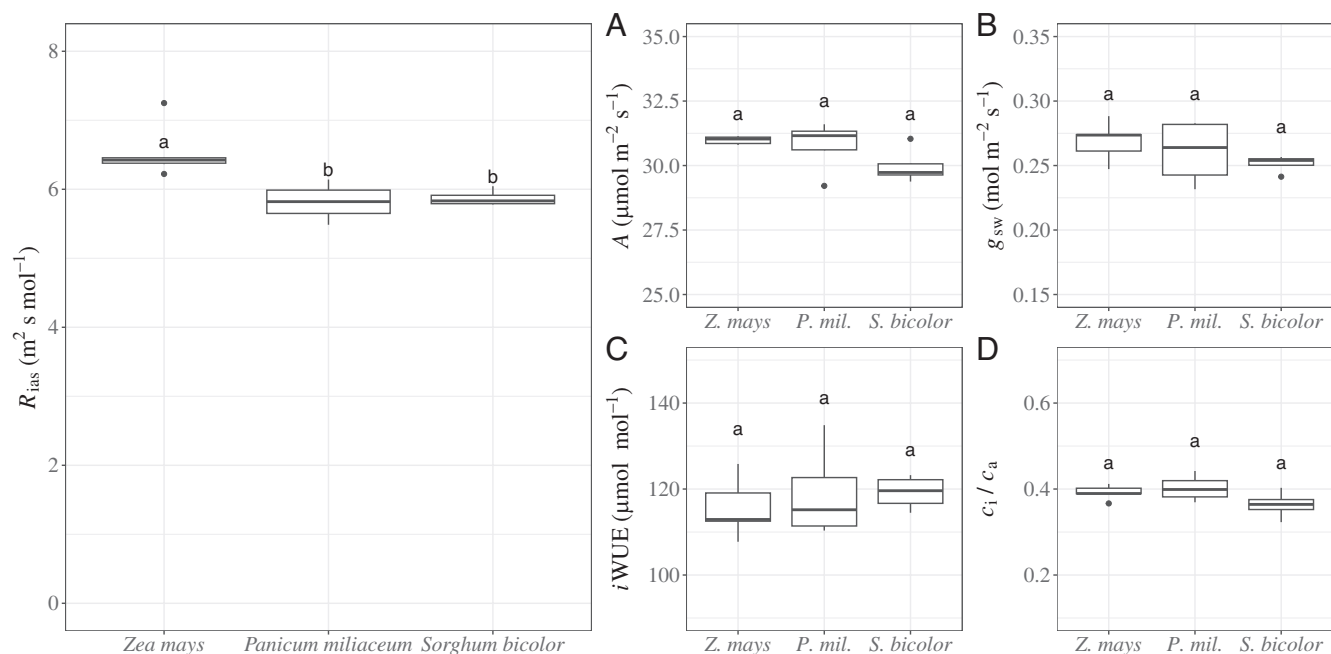 8
6
4
2
0
R_ias (m² s mol⁻¹)
a
b
b
Zea mays Panicum miliaceum Sorghum bicolor
A
35.0
32.5
30.0
27.5
25.0
A (μmol m⁻² s⁻¹)
a
a
a
Z. mays P. mil. S. bicolor
B
0.35
0.30
0.25
0.20
0.15
g_sw (mol m⁻² s⁻¹)
a
a
a
Z. mays P. mil. S. bicolor
C
140
120
100
iWUE (μmol mol⁻¹)
a
a
a
Z. mays P. mil. S. bicolor
D
0.6
0.4
0.2
c_i / c_a
a
a
a
Z. mays P. mil. S. bicolor